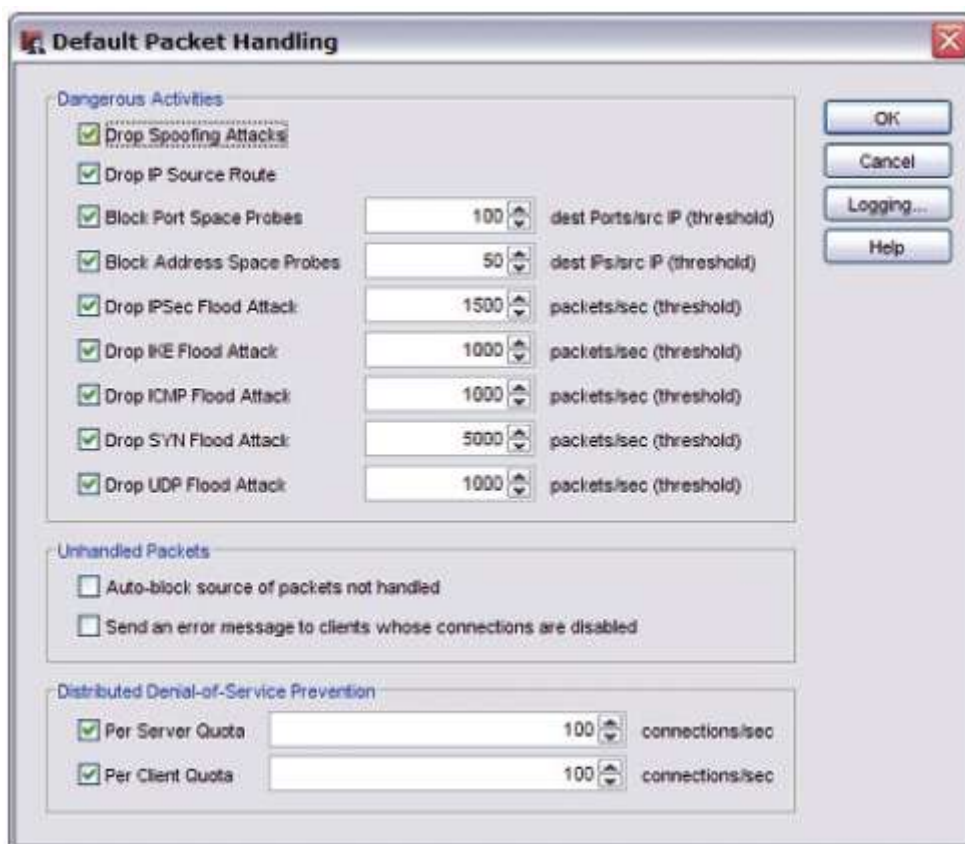 Default Packet Handling
Dangerous Activities
Drop Spoofing Attacks
Drop IP Source Route
Block Port Space Probes 100 dest Ports/src IP (threshold)
Block Address Space Probes 50 dest IPs/src IP (threshold)
Drop IPSec Flood Attack 1500 packets/sec (threshold)
Drop IKE Flood Attack 1000 packets/sec (threshold)
Drop ICMP Flood Attack 1000 packets/sec (threshold)
Drop SYN Flood Attack 5000 packets/sec (threshold)
Drop UDP Flood Attack 1000 packets/sec (threshold)
Unhandled Packets
Auto-block source of packets not handled
Send an error message to clients whose connections are disabled
Distributed Denial-of-Service Prevention
Per Server Quota 100 connections/sec
Per Client Quota 100 connections/sec
OK
Cancel
Logging...
Help